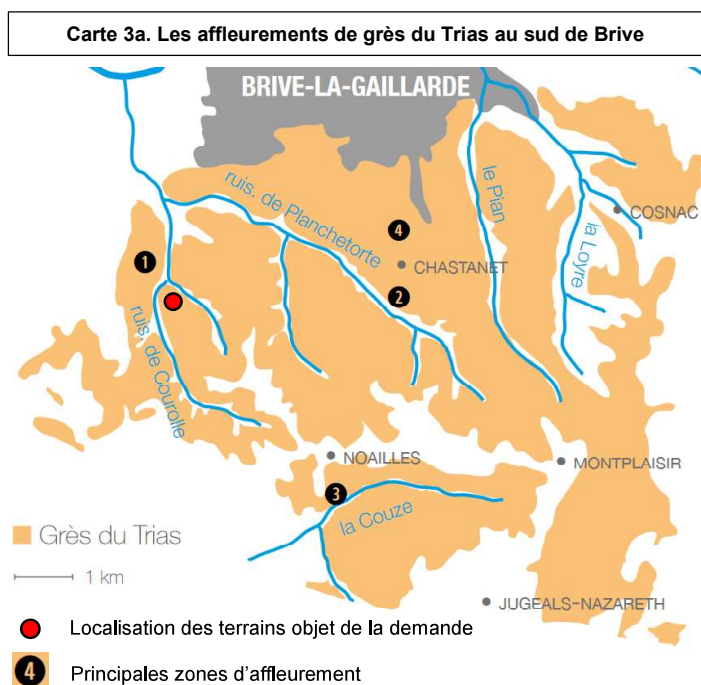 Carte 3a. Les affleurements de grès du Trias au sud de Brive
BRIVE-LA-GAILLARDE
ruis. de Planchetorte
le Pian
COSNAC
4
la Loyre
1
CHASTANET
2
ruis. de Courolle
NOAILLES
MONTPLAISIR
3
la Couze
Grès du Trias
1 km
JUGEALS-NAZARETH
Localisation des terrains objet de la demande
4 Principales zones d'affleurement